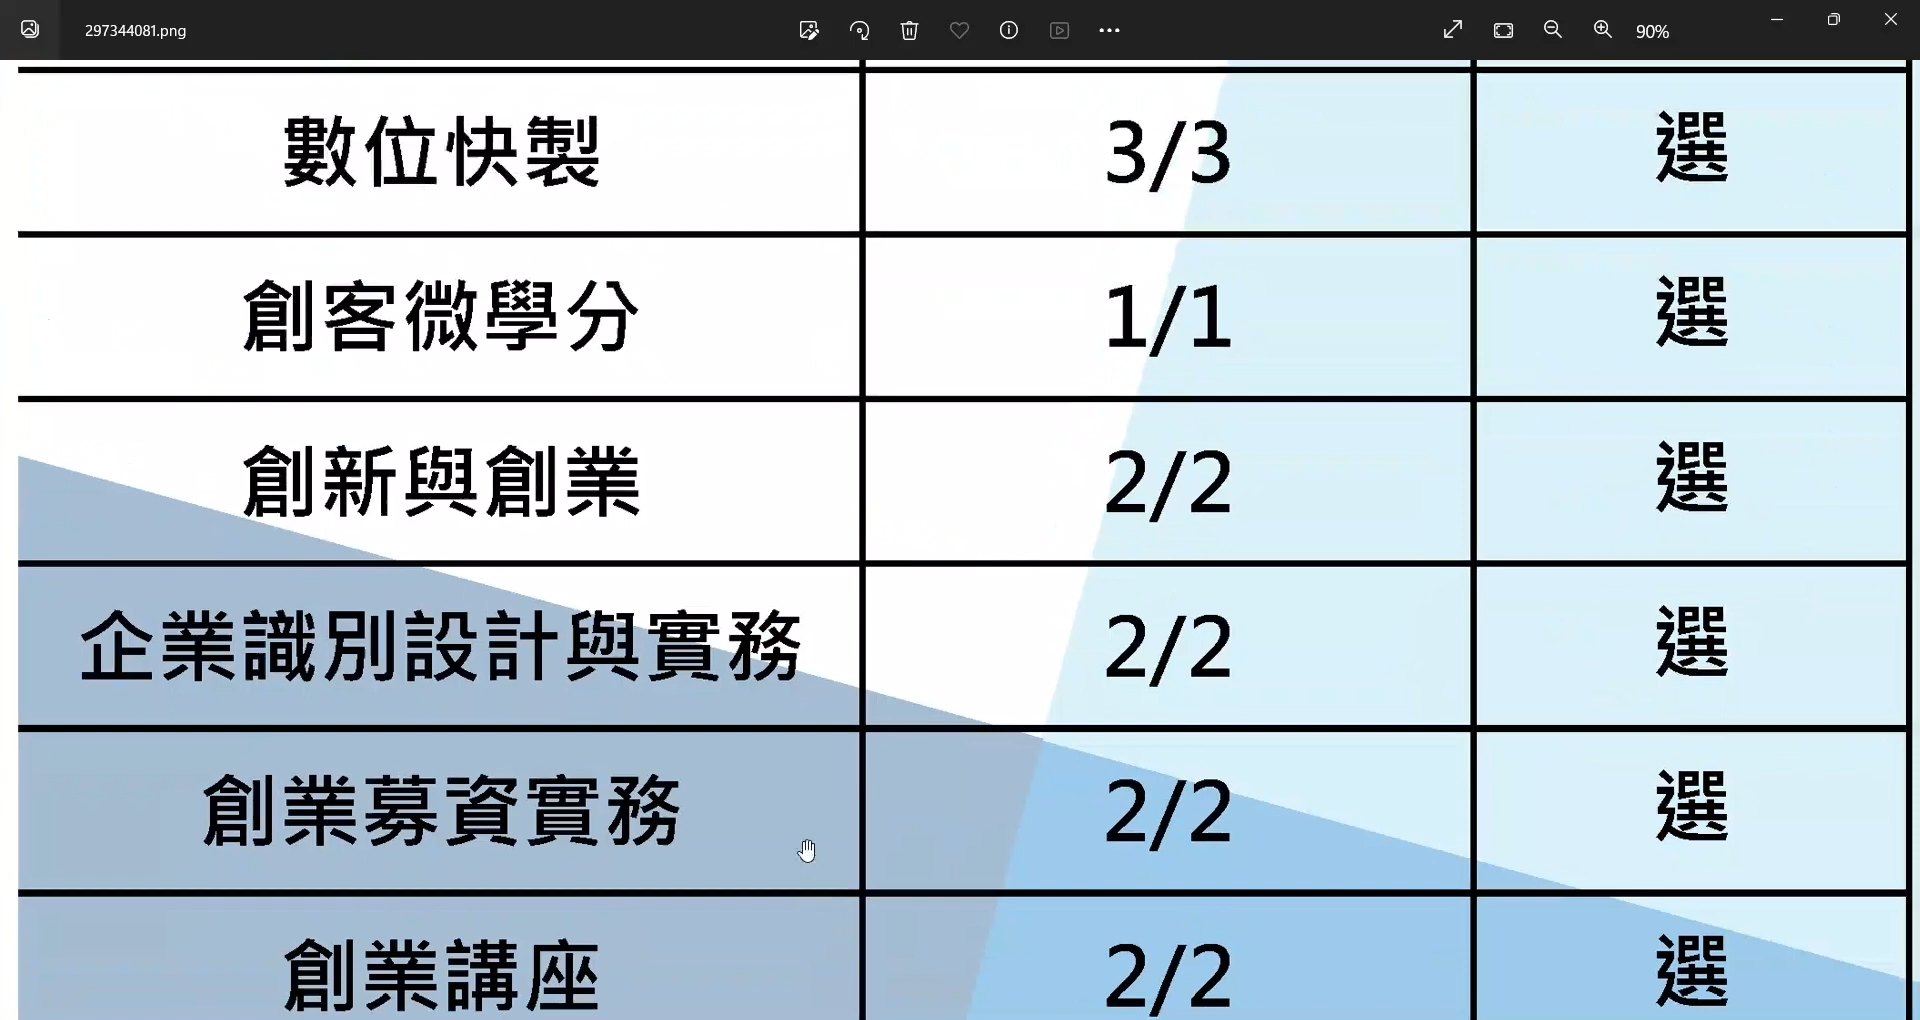 297344081.png
90%
數位快製 3/3 選
創客微學分 1/1 選
創新與創業 2/2 選
企業識別設計與實務 2/2 選
創業募資實務 2/2 選
創業講座 2/2 選